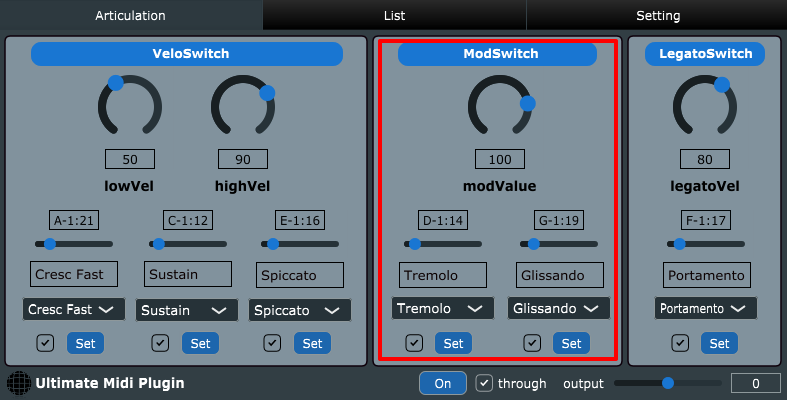 Articulation List Setting
VeloSwitch ModSwitch LegatoSwitch
50 90 100 80
lowVel highVel modValue legatoVel
A-1:21 C-1:12 E-1:16 D-1:14 G-1:19 F-1:17
Cresc Fast Sustain Spiccato Tremolo Glissando Portamento
Cresc Fast Sustain Spiccato Tremolo Glissando Portamento
Set Set Set Set Set Set
Ultimate Midi Plugin On through output 0